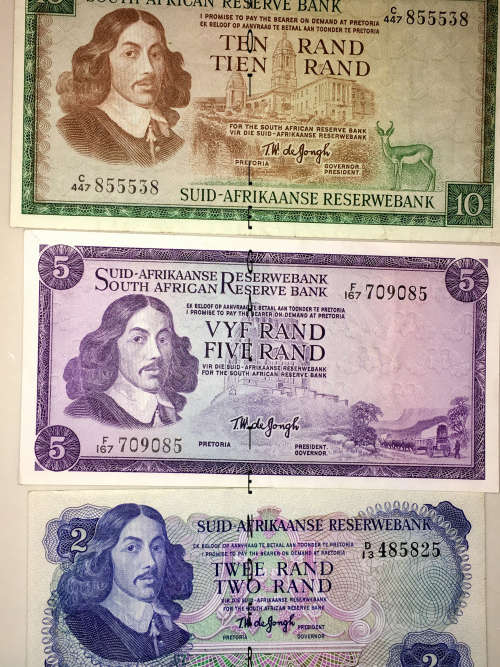 SOUTH AFRICAN RESERVE BANK
C/447 855538
I PROMISE TO PAY THE BEARER ON DEMAND AT PRETORIA
EK BELOOF OP AANVRAAG TE BETAAL AAN TOONDER TE PRETORIA
TEN RAND
TIEN RAND
FOR THE SOUTH AFRICAN RESERVE BANK
VIR DIE SUID-AFRIKAANSE RESERWEBANK
T.W. de Jongh
PRETORIA
GOVERNOR
PRESIDENT.
C/447 855538
SUID-AFRIKAANSE RESERWEBANK
10
5
5
SUID-AFRIKAANSE RESERWEBANK
SOUTH AFRICAN RESERVE BANK
F/167 709085
EK BELOOF OP AANVRAAG TE BETAAL AAN TOONDER TE PRETORIA
I PROMISE TO PAY THE BEARER ON DEMAND AT PRETORIA
VYF RAND
FIVE RAND
VIR DIE SUID-AFRIKAANSE RESERWEBANK
FOR THE SOUTH AFRICAN RESERVE BANK
T.W. de Jongh
5
F/167 709085
PRETORIA
PRESIDENT.
GOVERNOR
5
2
SUID-AFRIKAANSE RESERWEBANK
EK BELOOF OP AANVRAAG TE BETAAL AAN TOONDER TE PRETORIA
I PROMISE TO PAY THE BEARER ON DEMAND AT PRETORIA
D/13 485825
TWEE RAND
TWO RAND
VIR DIE SUID-AFRIKAANSE RESERWEBANK
FOR THE SOUTH AFRICAN RESERVE BANK
T.W. de Jongh
PRESIDENT
PRETORIA
GOVERNOR
2